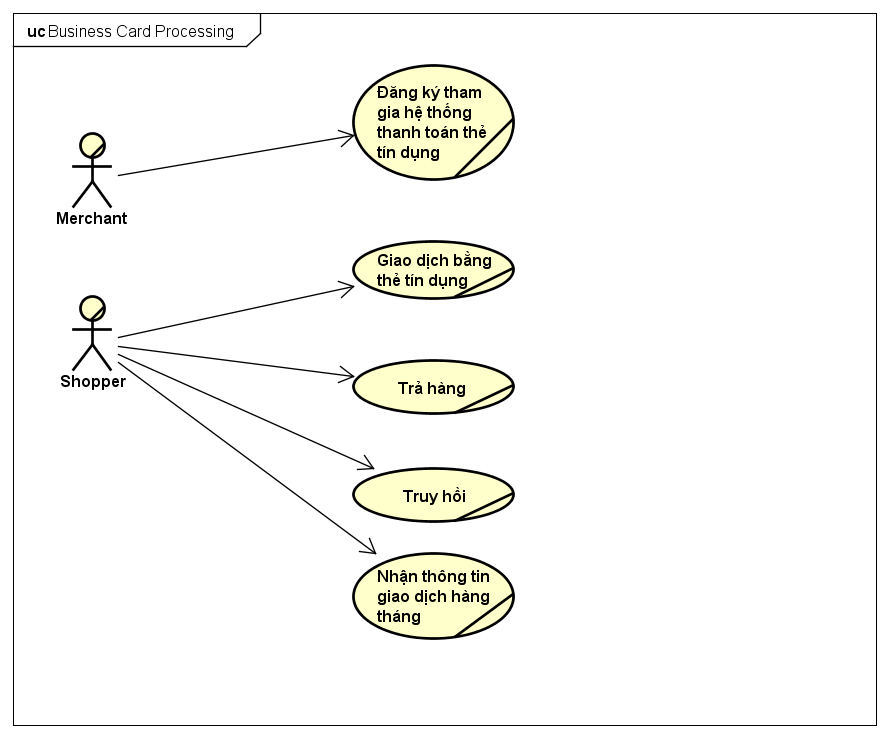 uc Business Card Processing
Đăng ký tham
gia hệ thống
thanh toán thẻ
tín dụng
Merchant
Giao dịch bằng
thẻ tín dụng
Shopper
Trả hàng
Truy hồi
Nhận thông tin
giao dịch hàng
tháng